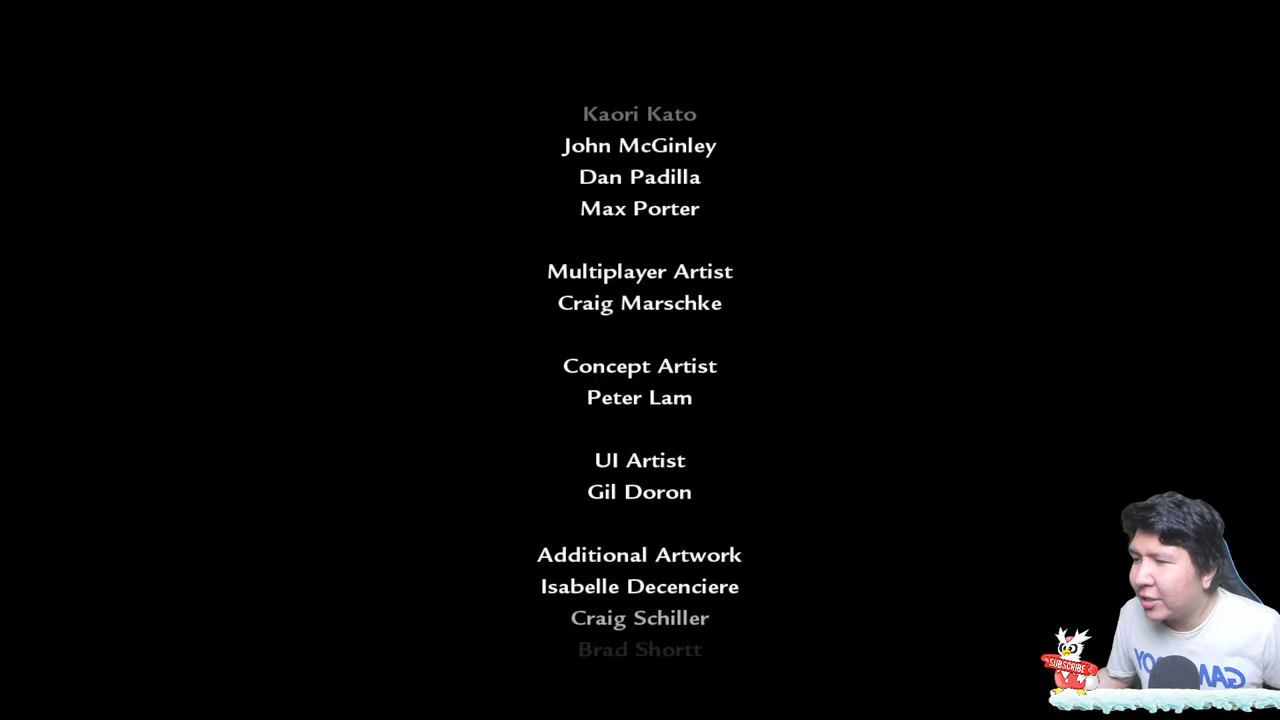 Kaori Kato
John McGinley
Dan Padilla
Max Porter
Multiplayer Artist
Craig Marschke
Concept Artist
Peter Lam
UI Artist
Gil Doron
Additional Artwork
Isabelle Decenciere
Craig Schiller
Brad Shortt
SUBSCRIBE